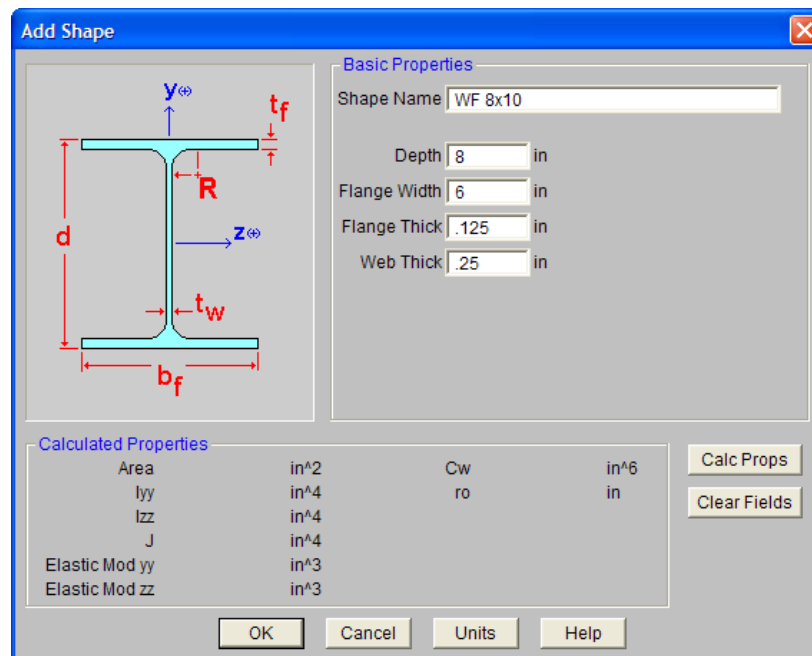 Add Shape
y(+)
tf
R
d
z(+)
tw
bf
Basic Properties
Shape Name WF 8x10
Depth 8 in
Flange Width 6 in
Flange Thick .125 in
Web Thick .25 in
Calculated Properties
Area in^2 Cw in^6
Iyy in^4 ro in
Izz in^4
J in^4
Elastic Mod yy in^3
Elastic Mod zz in^3
Calc Props
Clear Fields
OK Cancel Units Help